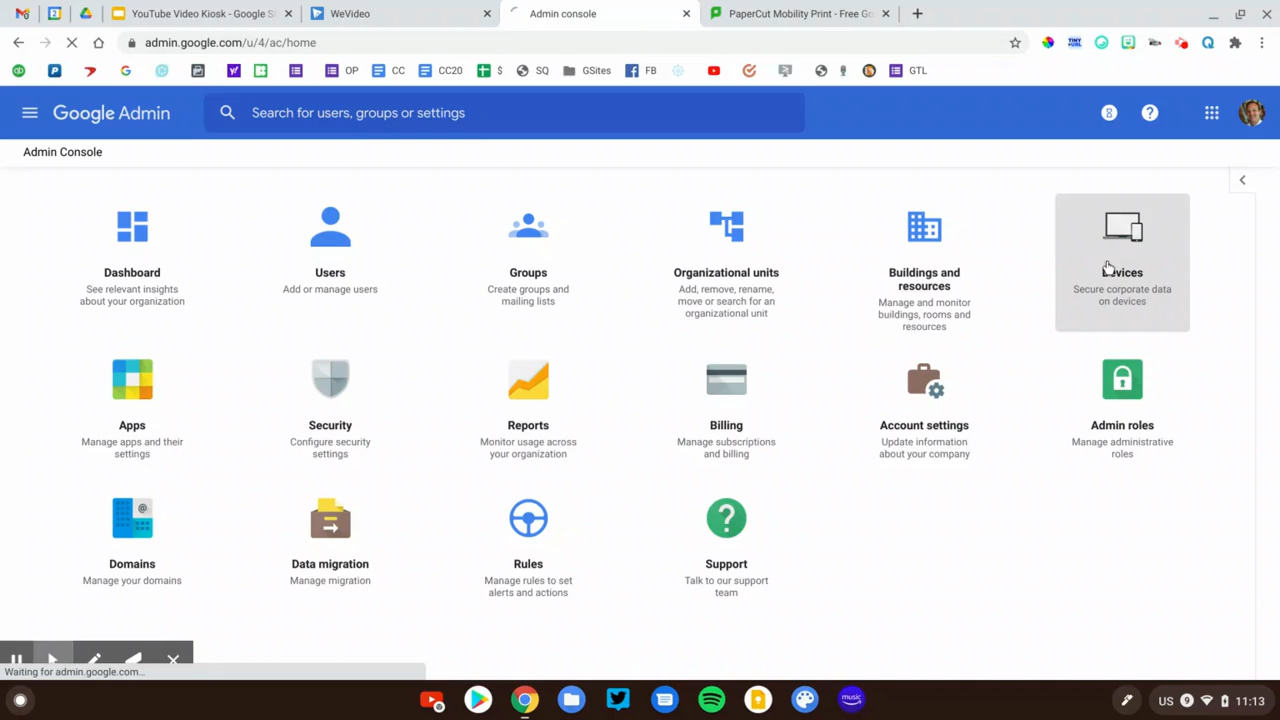 YouTube Video Kiosk - Google S
WeVideo
Admin console
PaperCut Mobility Print - Free G
admin.google.com/u/4/ac/home
OP
CC
CC20
$
SQ
GSites
FB
GTL
Google Admin
Search for users, groups or settings
Admin Console
Dashboard
See relevant insights
about your organization
Users
Add or manage users
Groups
Create groups and
mailing lists
Organizational units
Add, remove, rename,
move or search for an
organizational unit
Buildings and
resources
Manage and monitor
buildings, rooms and
resources
Devices
Secure corporate data
on devices
Apps
Manage apps and their
settings
Security
Configure security
settings
Reports
Monitor usage across
your organization
Billing
Manage subscriptions
and billing
Account settings
Update information
about your company
Admin roles
Manage administrative
roles
Domains
Manage your domains
Data migration
Manage migration
Rules
Manage rules to set
alerts and actions
Support
Talk to our support
team
Waiting for admin.google.com...
US 9 11:13